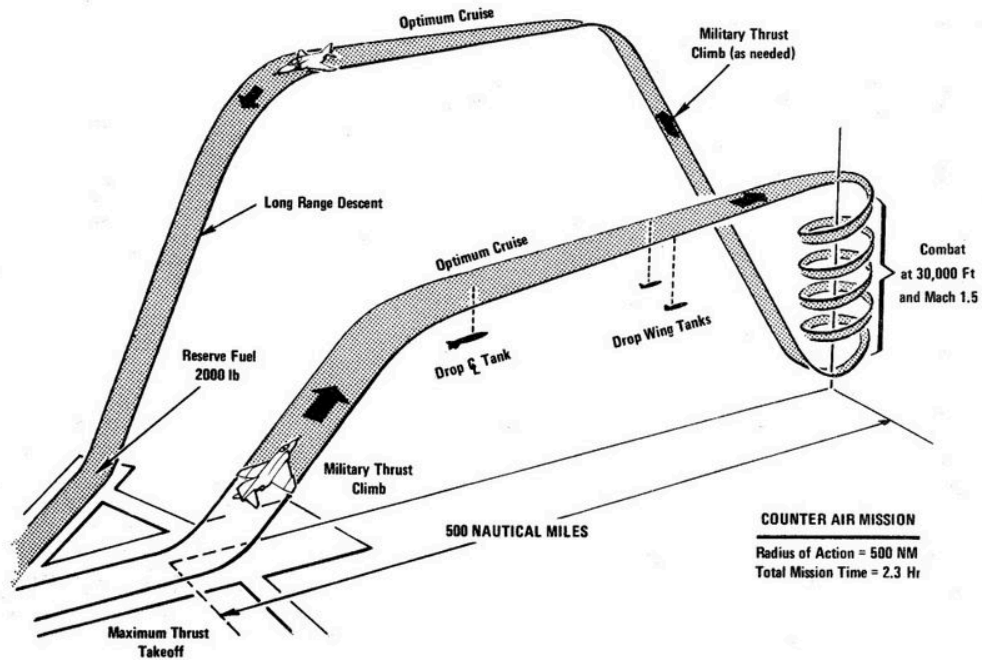 Optimum Cruise
Military Thrust
Climb (as needed)
Long Range Descent
Optimum Cruise
Combat
at 30,000 Ft
and Mach 1.5
Drop ℄ Tank
Drop Wing Tanks
Reserve Fuel
2000 lb
Military Thrust
Climb
500 NAUTICAL MILES
COUNTER AIR MISSION
Radius of Action = 500 NM
Total Mission Time = 2.3 Hr
Maximum Thrust
Takeoff